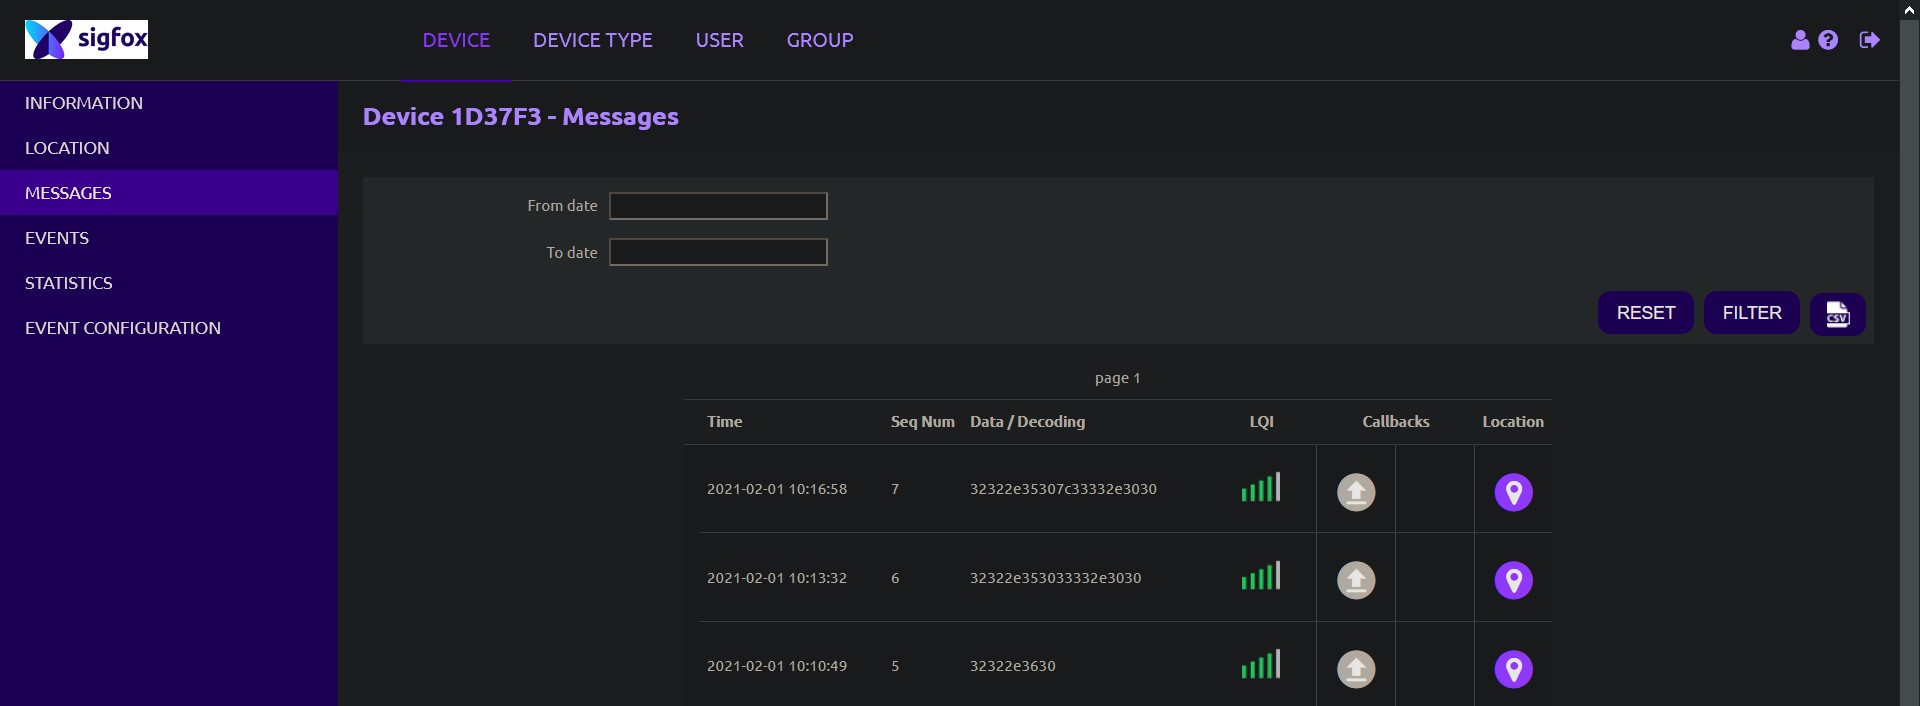 sigfox
DEVICE DEVICE TYPE USER GROUP
INFORMATION
LOCATION
MESSAGES
EVENTS
STATISTICS
EVENT CONFIGURATION
Device 1D37F3 - Messages
From date
To date
RESET FILTER CSV
page 1
Time Seq Num Data / Decoding LQI Callbacks Location
2021-02-01 10:16:58 7 32322e35307c33332e3030
2021-02-01 10:13:32 6 32322e353033332e3030
2021-02-01 10:10:49 5 32322e3630